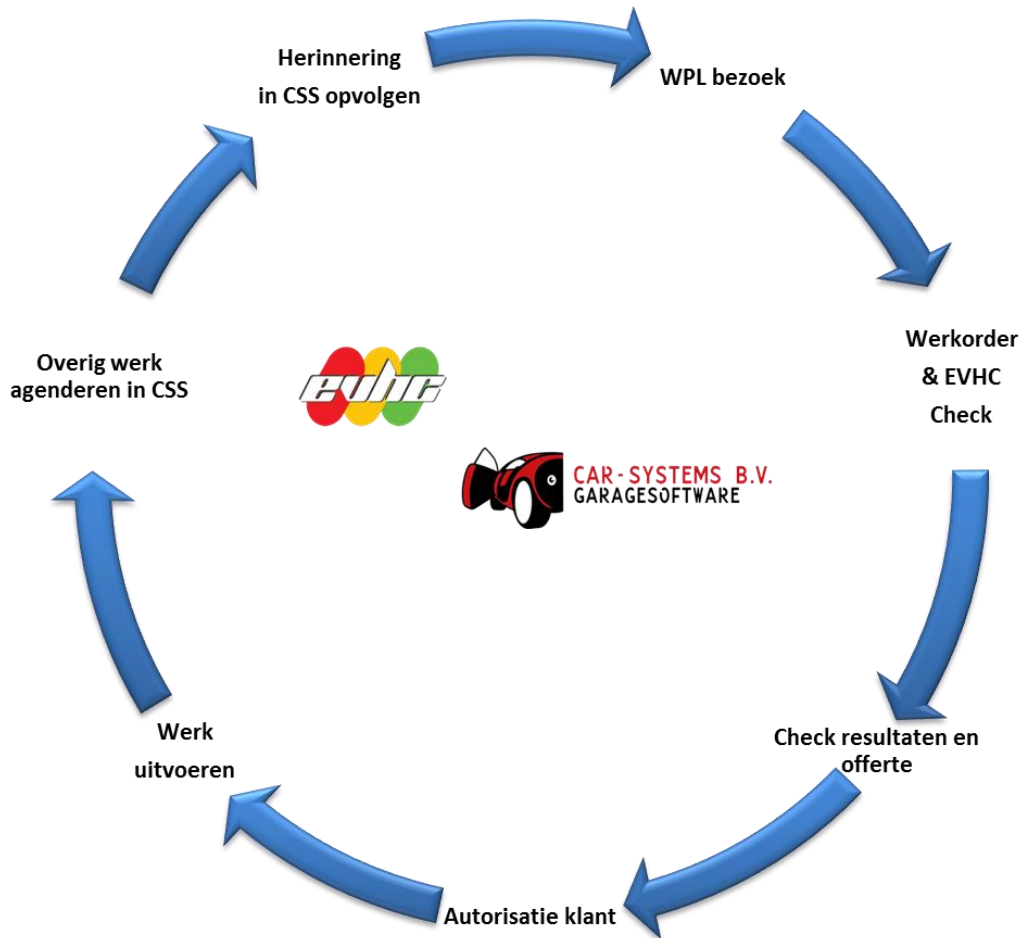 Herinnering
in CSS opvolgen
WPL bezoek
Werkorder
& EVHC
Check
Check resultaten en
offerte
Autorisatie klant
Werk
uitvoeren
Overig werk
agenderen in CSS
evhc
CAR-SYSTEMS B.V.
GARAGESOFTWARE